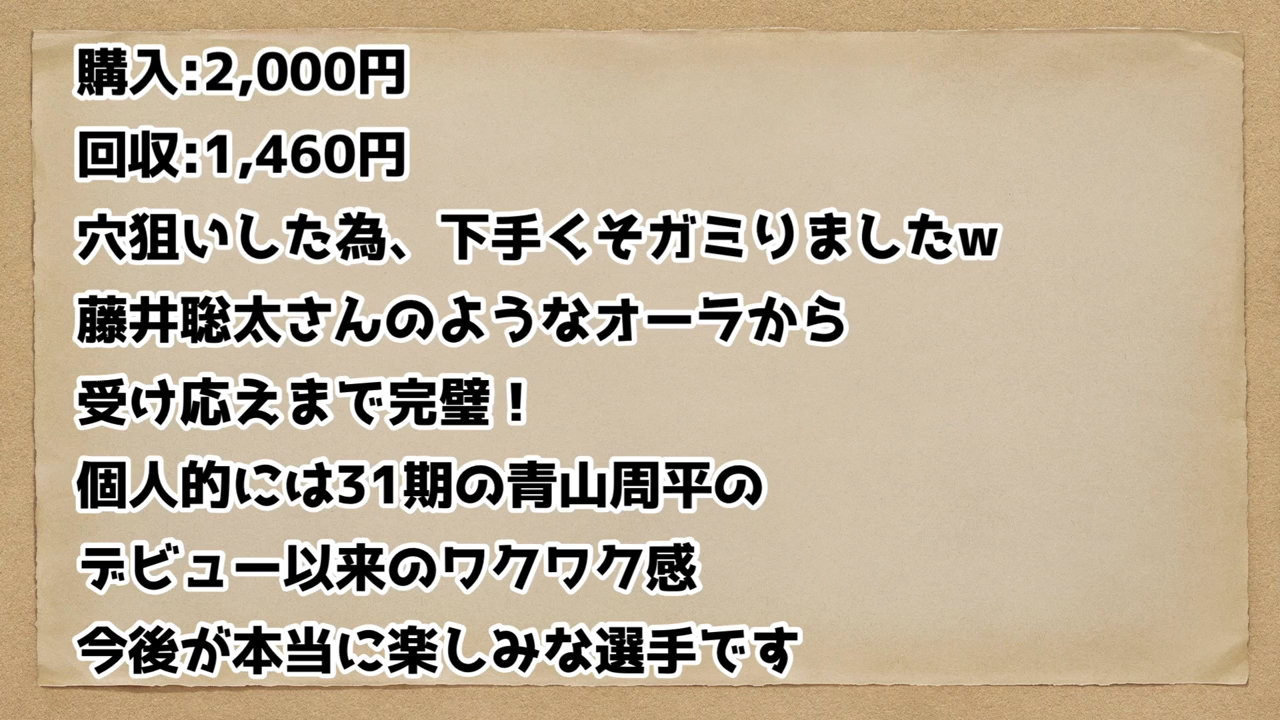 購入:2,000円
回収:1,460円
穴狙いした為、下手くそガミりましたw
藤井聡太さんのようなオーラから
受け応えまで完璧！
個人的には31期の青山周平の
デビュー以来のワクワク感
今後が本当に楽しみな選手です